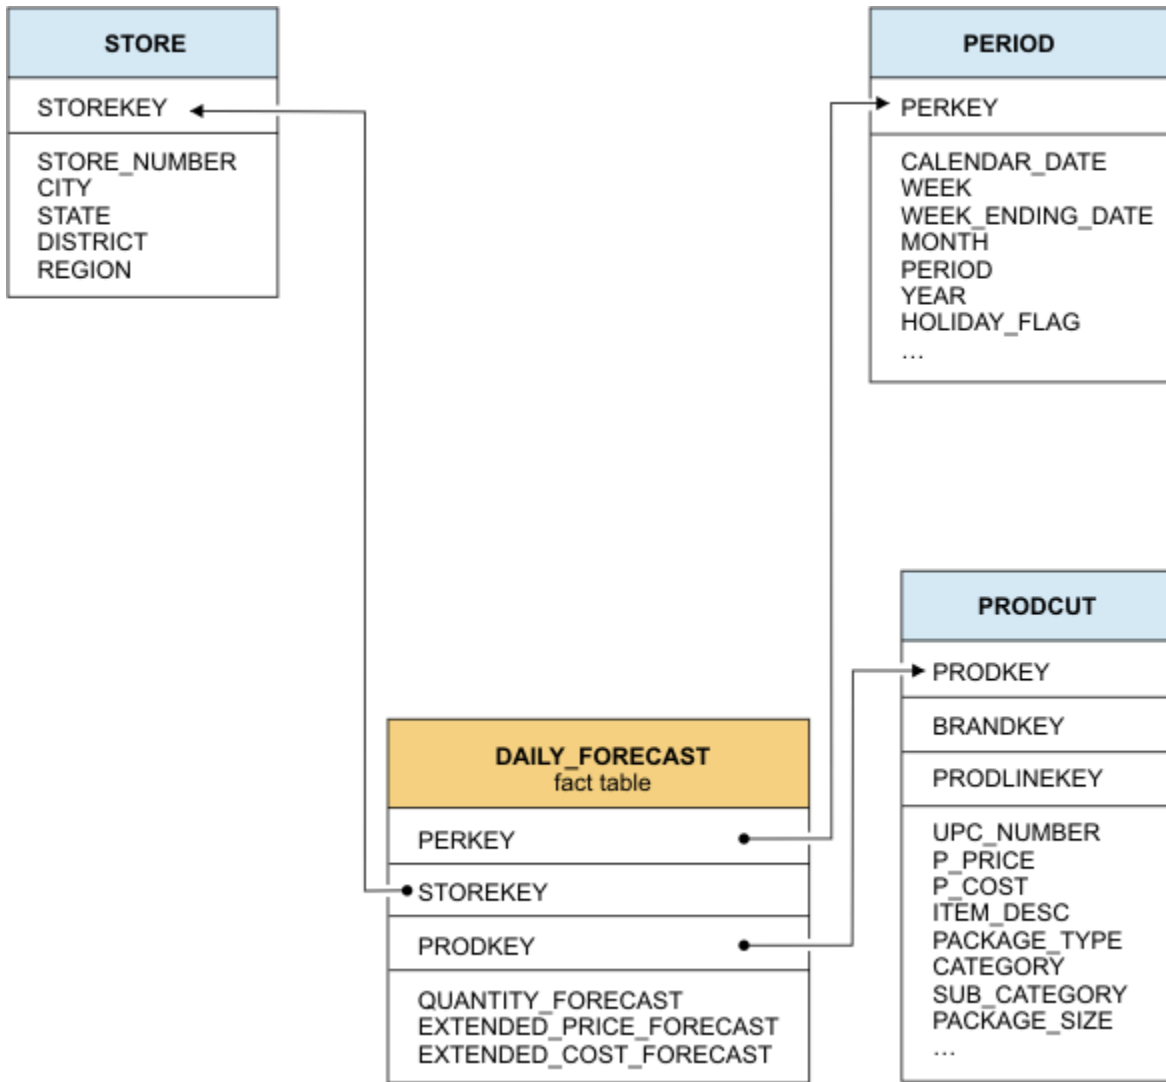 STORE
STOREKEY
STORE_NUMBER
CITY
STATE
DISTRICT
REGION
PERIOD
PERKEY
CALENDAR_DATE
WEEK
WEEK_ENDING_DATE
MONTH
PERIOD
YEAR
HOLIDAY_FLAG
...
PRODCUT
PRODKEY
BRANDKEY
PRODLINEKEY
UPC_NUMBER
P_PRICE
P_COST
ITEM_DESC
PACKAGE_TYPE
CATEGORY
SUB_CATEGORY
PACKAGE_SIZE
...
DAILY_FORECAST
fact table
PERKEY
STOREKEY
PRODKEY
QUANTITY_FORECAST
EXTENDED_PRICE_FORECAST
EXTENDED_COST_FORECAST